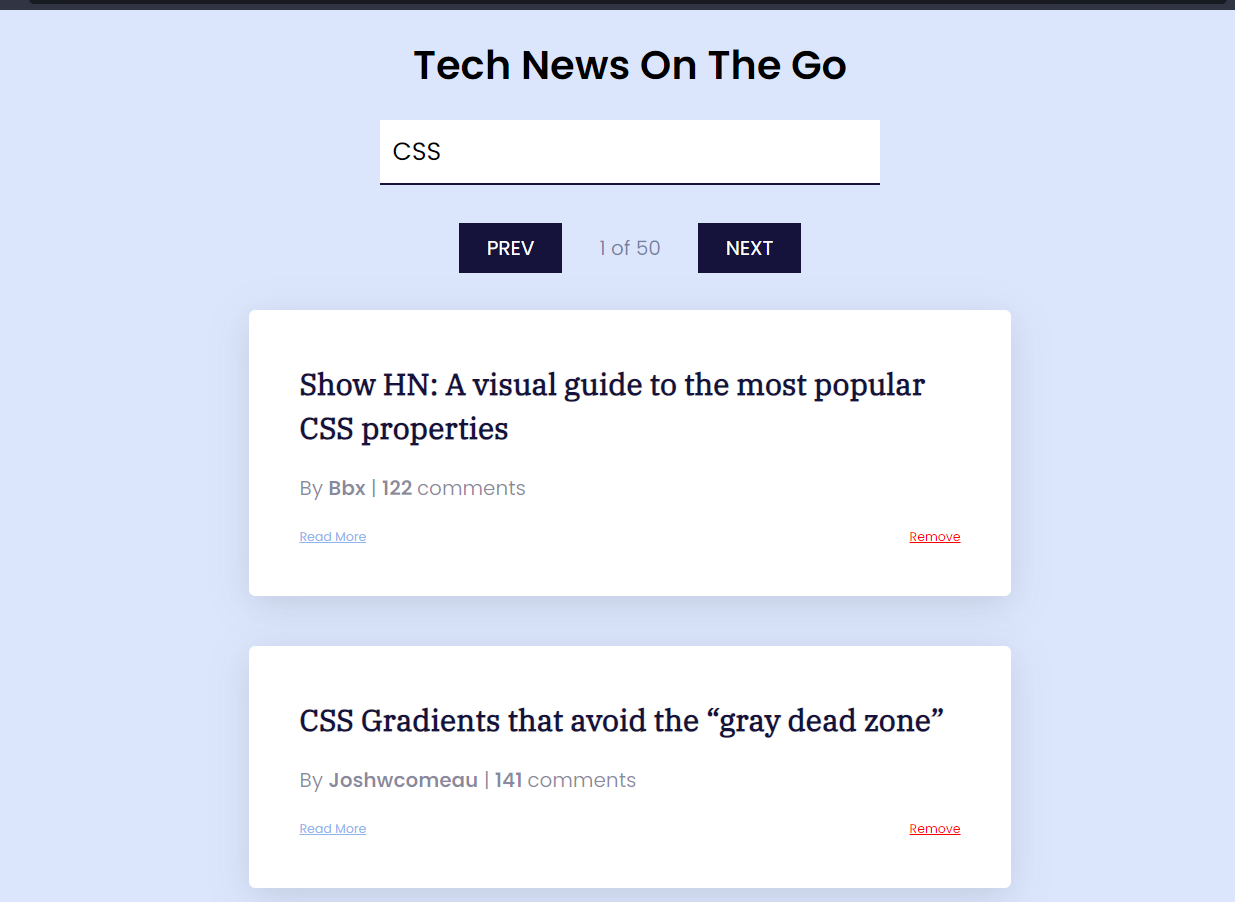 Tech News On The Go
CSS
PREV 1 of 50 NEXT
Show HN: A visual guide to the most popular
CSS properties
By Bbx | 122 comments
Read More Remove
CSS Gradients that avoid the “gray dead zone”
By Joshwcomeau | 141 comments
Read More Remove